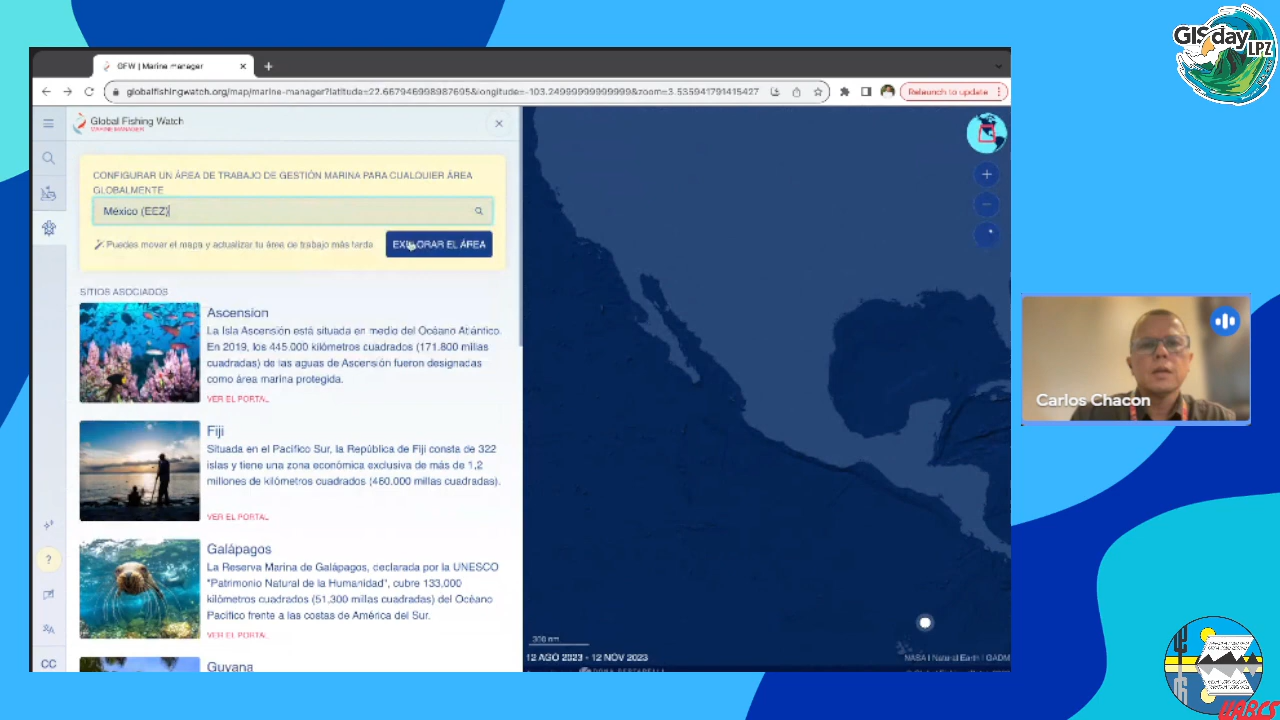 GISday
LPZ
GFW | Marine manager
globalfishingwatch.org/map/marine-manager?latitude=22.667946998987695&longitude=-103.24999999999999&zoom=3.535941791415427
Relaunch to update
Global Fishing Watch
MARINE MANAGER
CONFIGURAR UN ÁREA DE TRABAJO DE GESTIÓN MARINA PARA CUALQUIER ÁREA
GLOBALMENTE
México (EEZ)
Puedes mover el mapa y actualizar tu área de trabajo más tarde
EXPLORAR EL ÁREA
SITIOS ASOCIADOS
Ascension
La Isla Ascensión está situada en medio del Océano Atlántico.
En 2019, los 445.000 kilómetros cuadrados (171.800 millas
cuadradas) de las aguas de Ascensión fueron designadas
como área marina protegida.
VER EL PORTAL
Fiji
Situada en el Pacífico Sur, la República de Fiji consta de 322
islas y tiene una zona económica exclusiva de más de 1,2
millones de kilómetros cuadrados (460.000 millas cuadradas).
VER EL PORTAL
Galápagos
La Reserva Marina de Galápagos, declarada por la UNESCO
"Patrimonio Natural de la Humanidad", cubre 133,000
kilómetros cuadrados (51,300 millas cuadradas) del Océano
Pacífico frente a las costas de América del Sur.
VER EL PORTAL
Guyana
?
CC
300 nm
12 AGO 2023 - 12 NOV 2023
NASA | Natural Earth | GADM
Carlos Chacon
UABCS